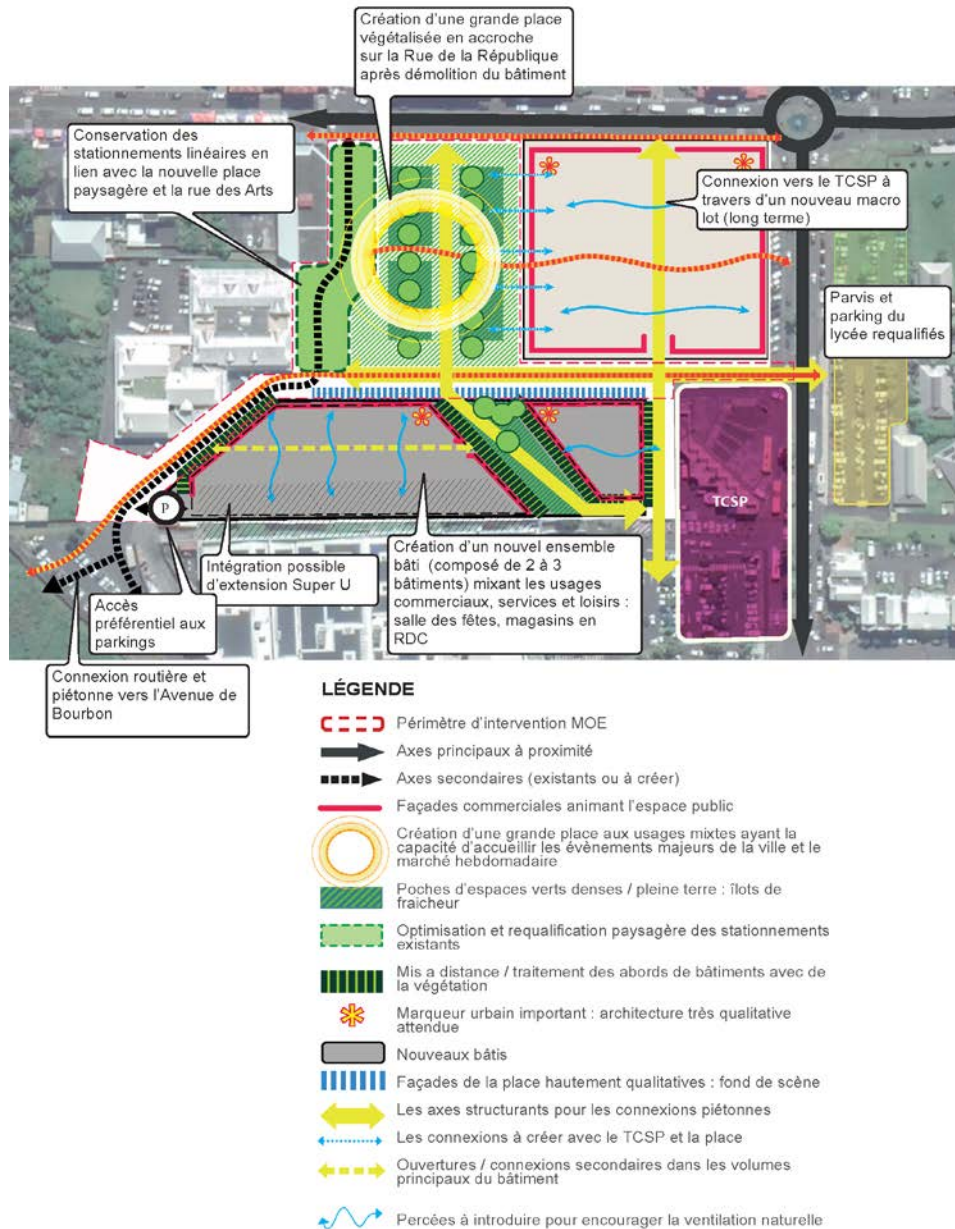 Création d'une grande place
végétalisée en accroche
sur la Rue de la République
après démolition du bâtiment
Conservation des
stationnements linéaires en
lien avec la nouvelle place
paysagère et la rue des Arts
Connexion vers le TCSP à
travers d'un nouveau macro
lot (long terme)
Parvis et
parking du
lycée requalifiés
TCSP
P
Intégration possible
d'extension Super U
Création d'un nouvel ensemble
bâti (composé de 2 à 3
bâtiments) mixant les usages
commerciaux, services et loisirs :
salle des fêtes, magasins en
RDC
Accès
préférentiel aux
parkings
Connexion routière et
piétonne vers l'Avenue de
Bourbon
LÉGENDE
Périmètre d'intervention MOE
Axes principaux à proximité
Axes secondaires (existants ou à créer)
Façades commerciales animant l'espace public
Création d'une grande place aux usages mixtes ayant la
capacité d'accueillir les évènements majeurs de la ville et le
marché hebdomadaire
Poches d'espaces verts denses / pleine terre : îlots de
fraicheur
Optimisation et requalification paysagère des stationnements
existants
Mis a distance / traitement des abords de bâtiments avec de
la végétation
Marqueur urbain important : architecture très qualitative
attendue
Nouveaux bâtis
Façades de la place hautement qualitatives : fond de scène
Les axes structurants pour les connexions piétonnes
Les connexions à créer avec le TCSP et la place
Ouvertures / connexions secondaires dans les volumes
principaux du bâtiment
Percées à introduire pour encourager la ventilation naturelle